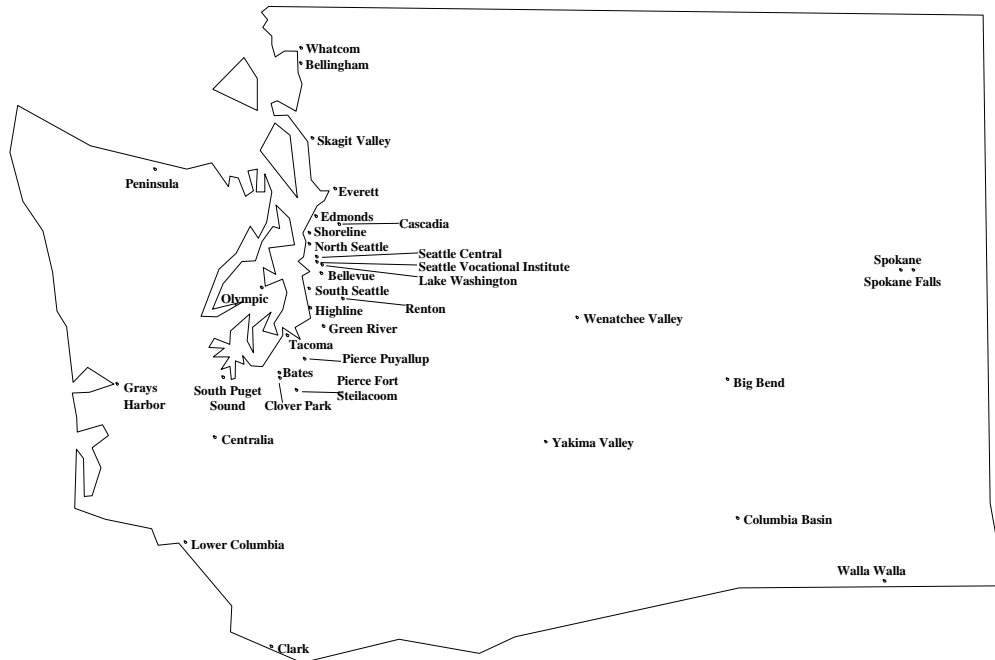 Whatcom
Bellingham
Skagit Valley
Peninsula
Everett
Edmonds
Cascadia
Shoreline
North Seattle
Seattle Central
Seattle Vocational Institute
Lake Washington
Bellevue
Spokane
Spokane Falls
South Seattle
Olympic
Renton
Highline
Wenatchee Valley
Green River
Tacoma
Pierce Puyallup
Bates
Pierce Fort
Steilacoom
Big Bend
Grays
Harbor
South Puget
Sound
Clover Park
Centralia
Yakima Valley
Columbia Basin
Lower Columbia
Walla Walla
Clark